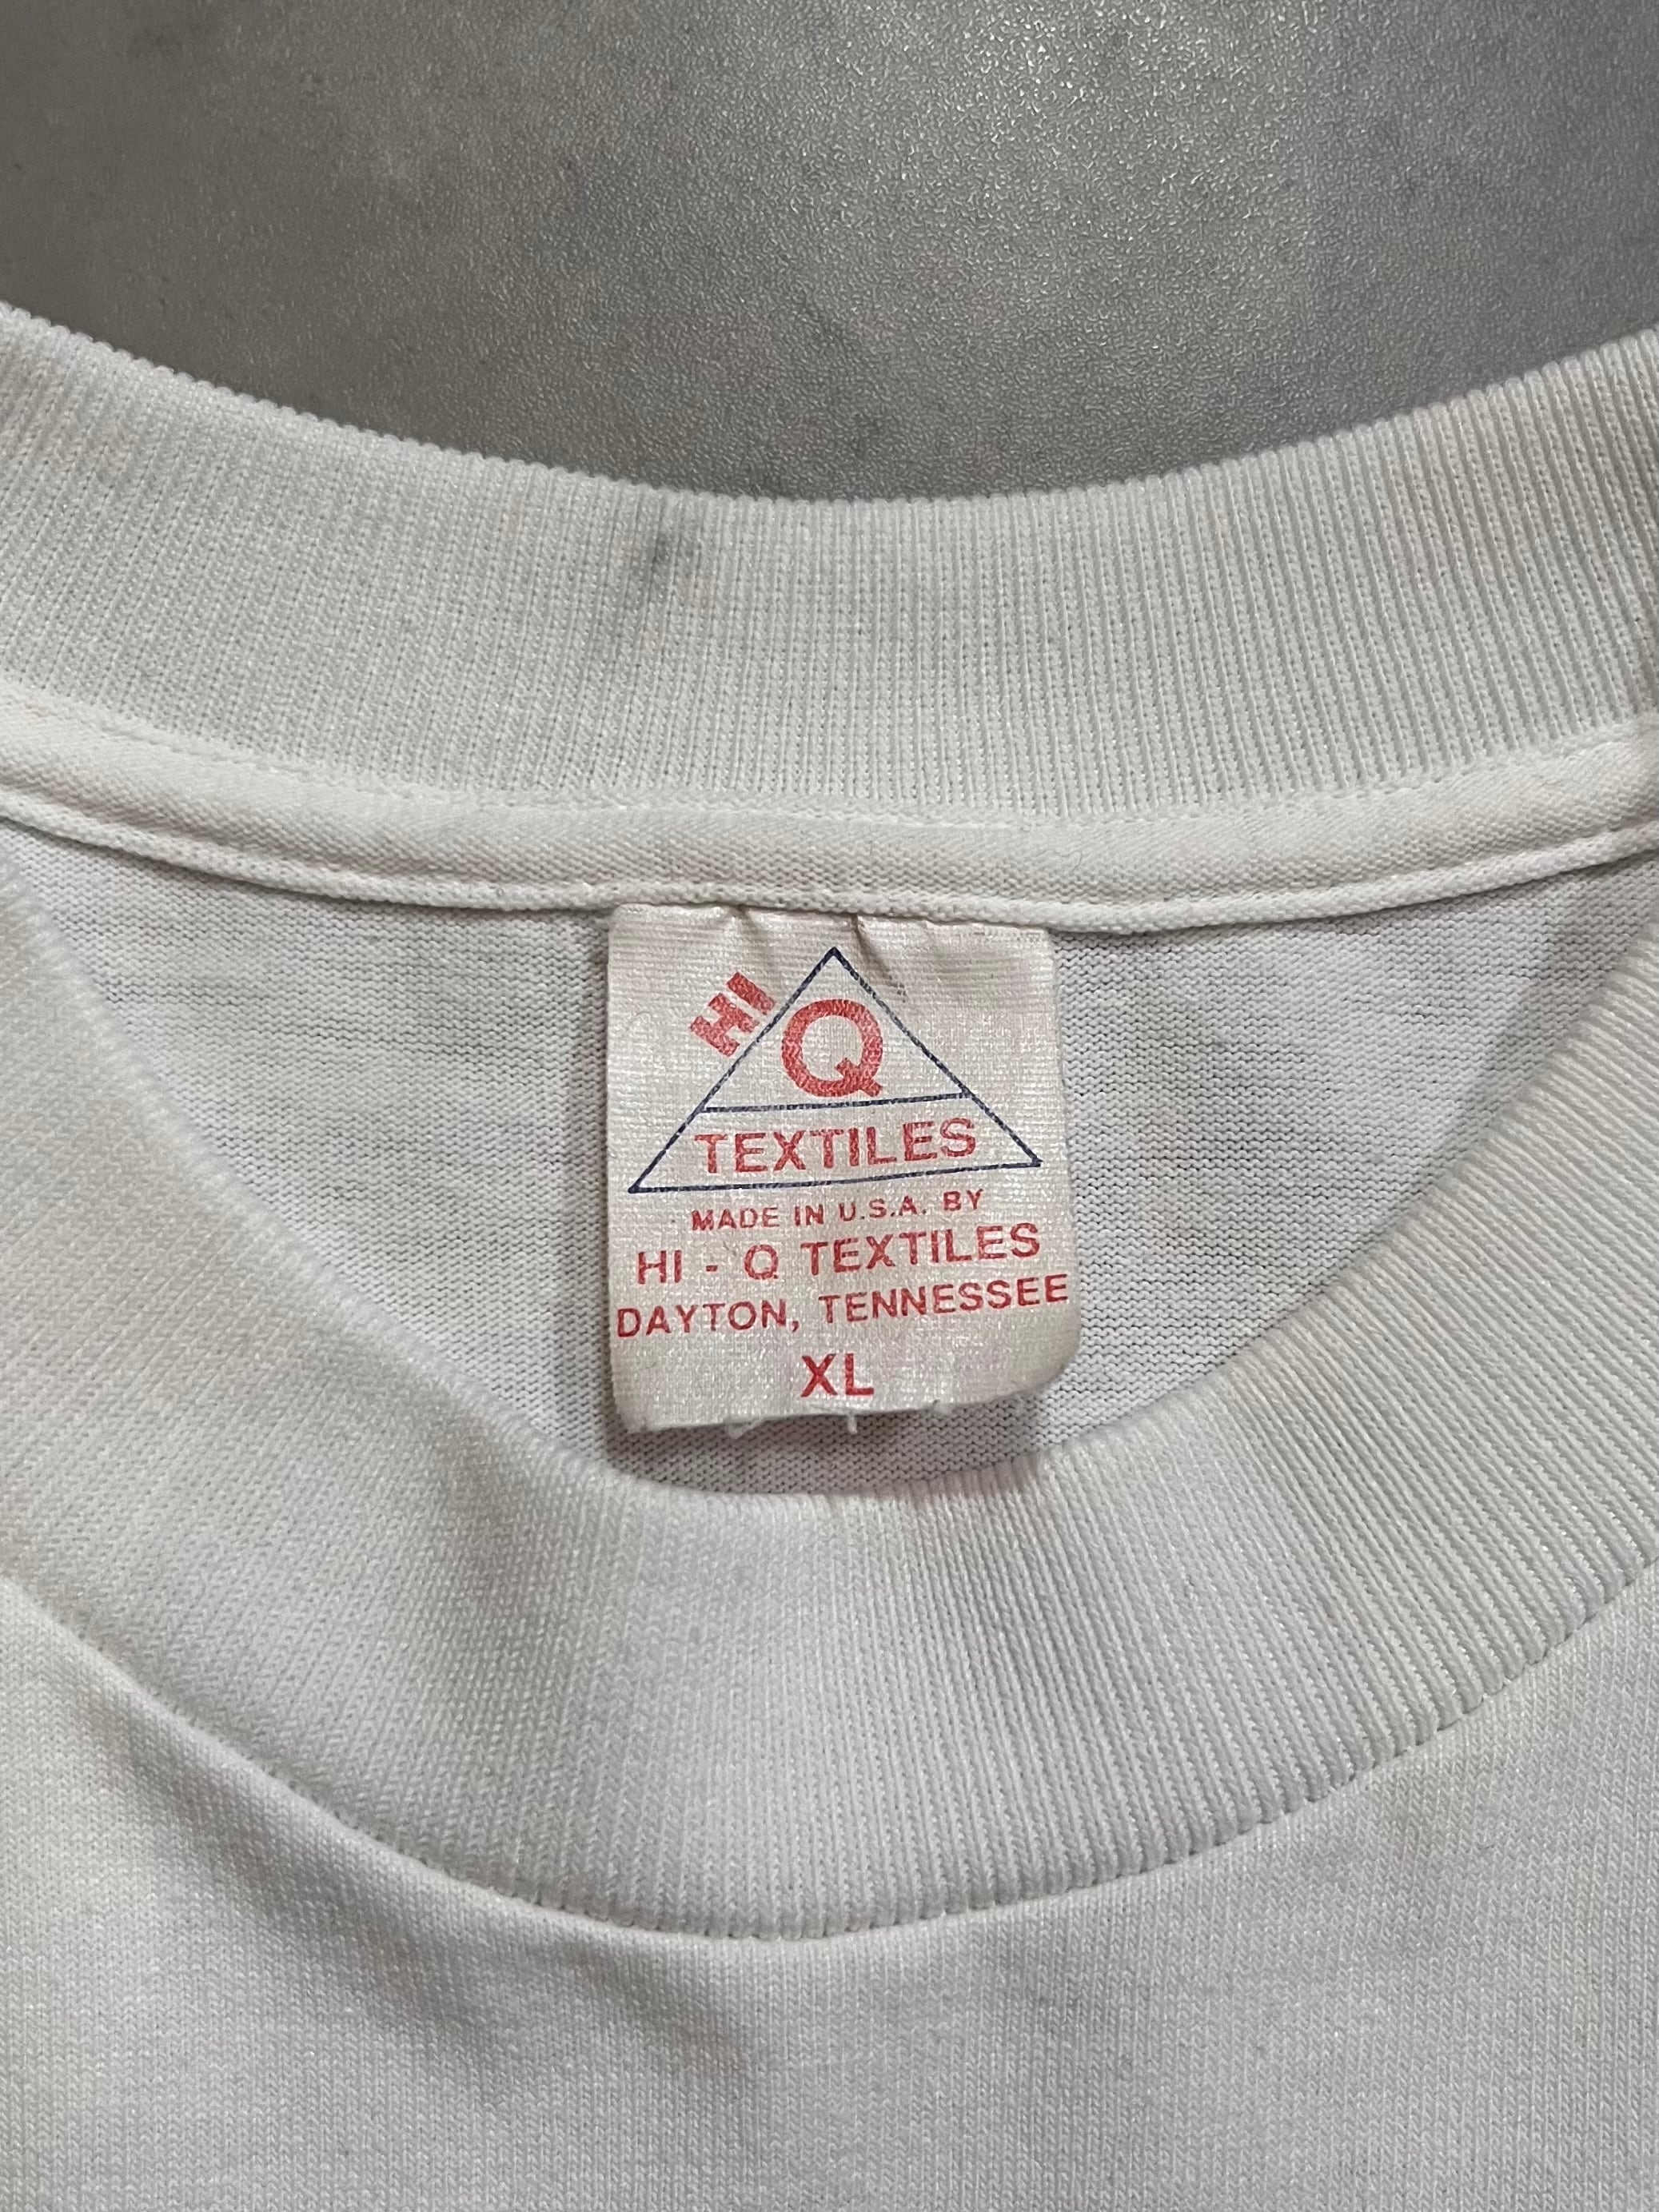 HI Q
TEXTILES
MADE IN U.S.A. BY
HI - Q TEXTILES
DAYTON, TENNESSEE
XL